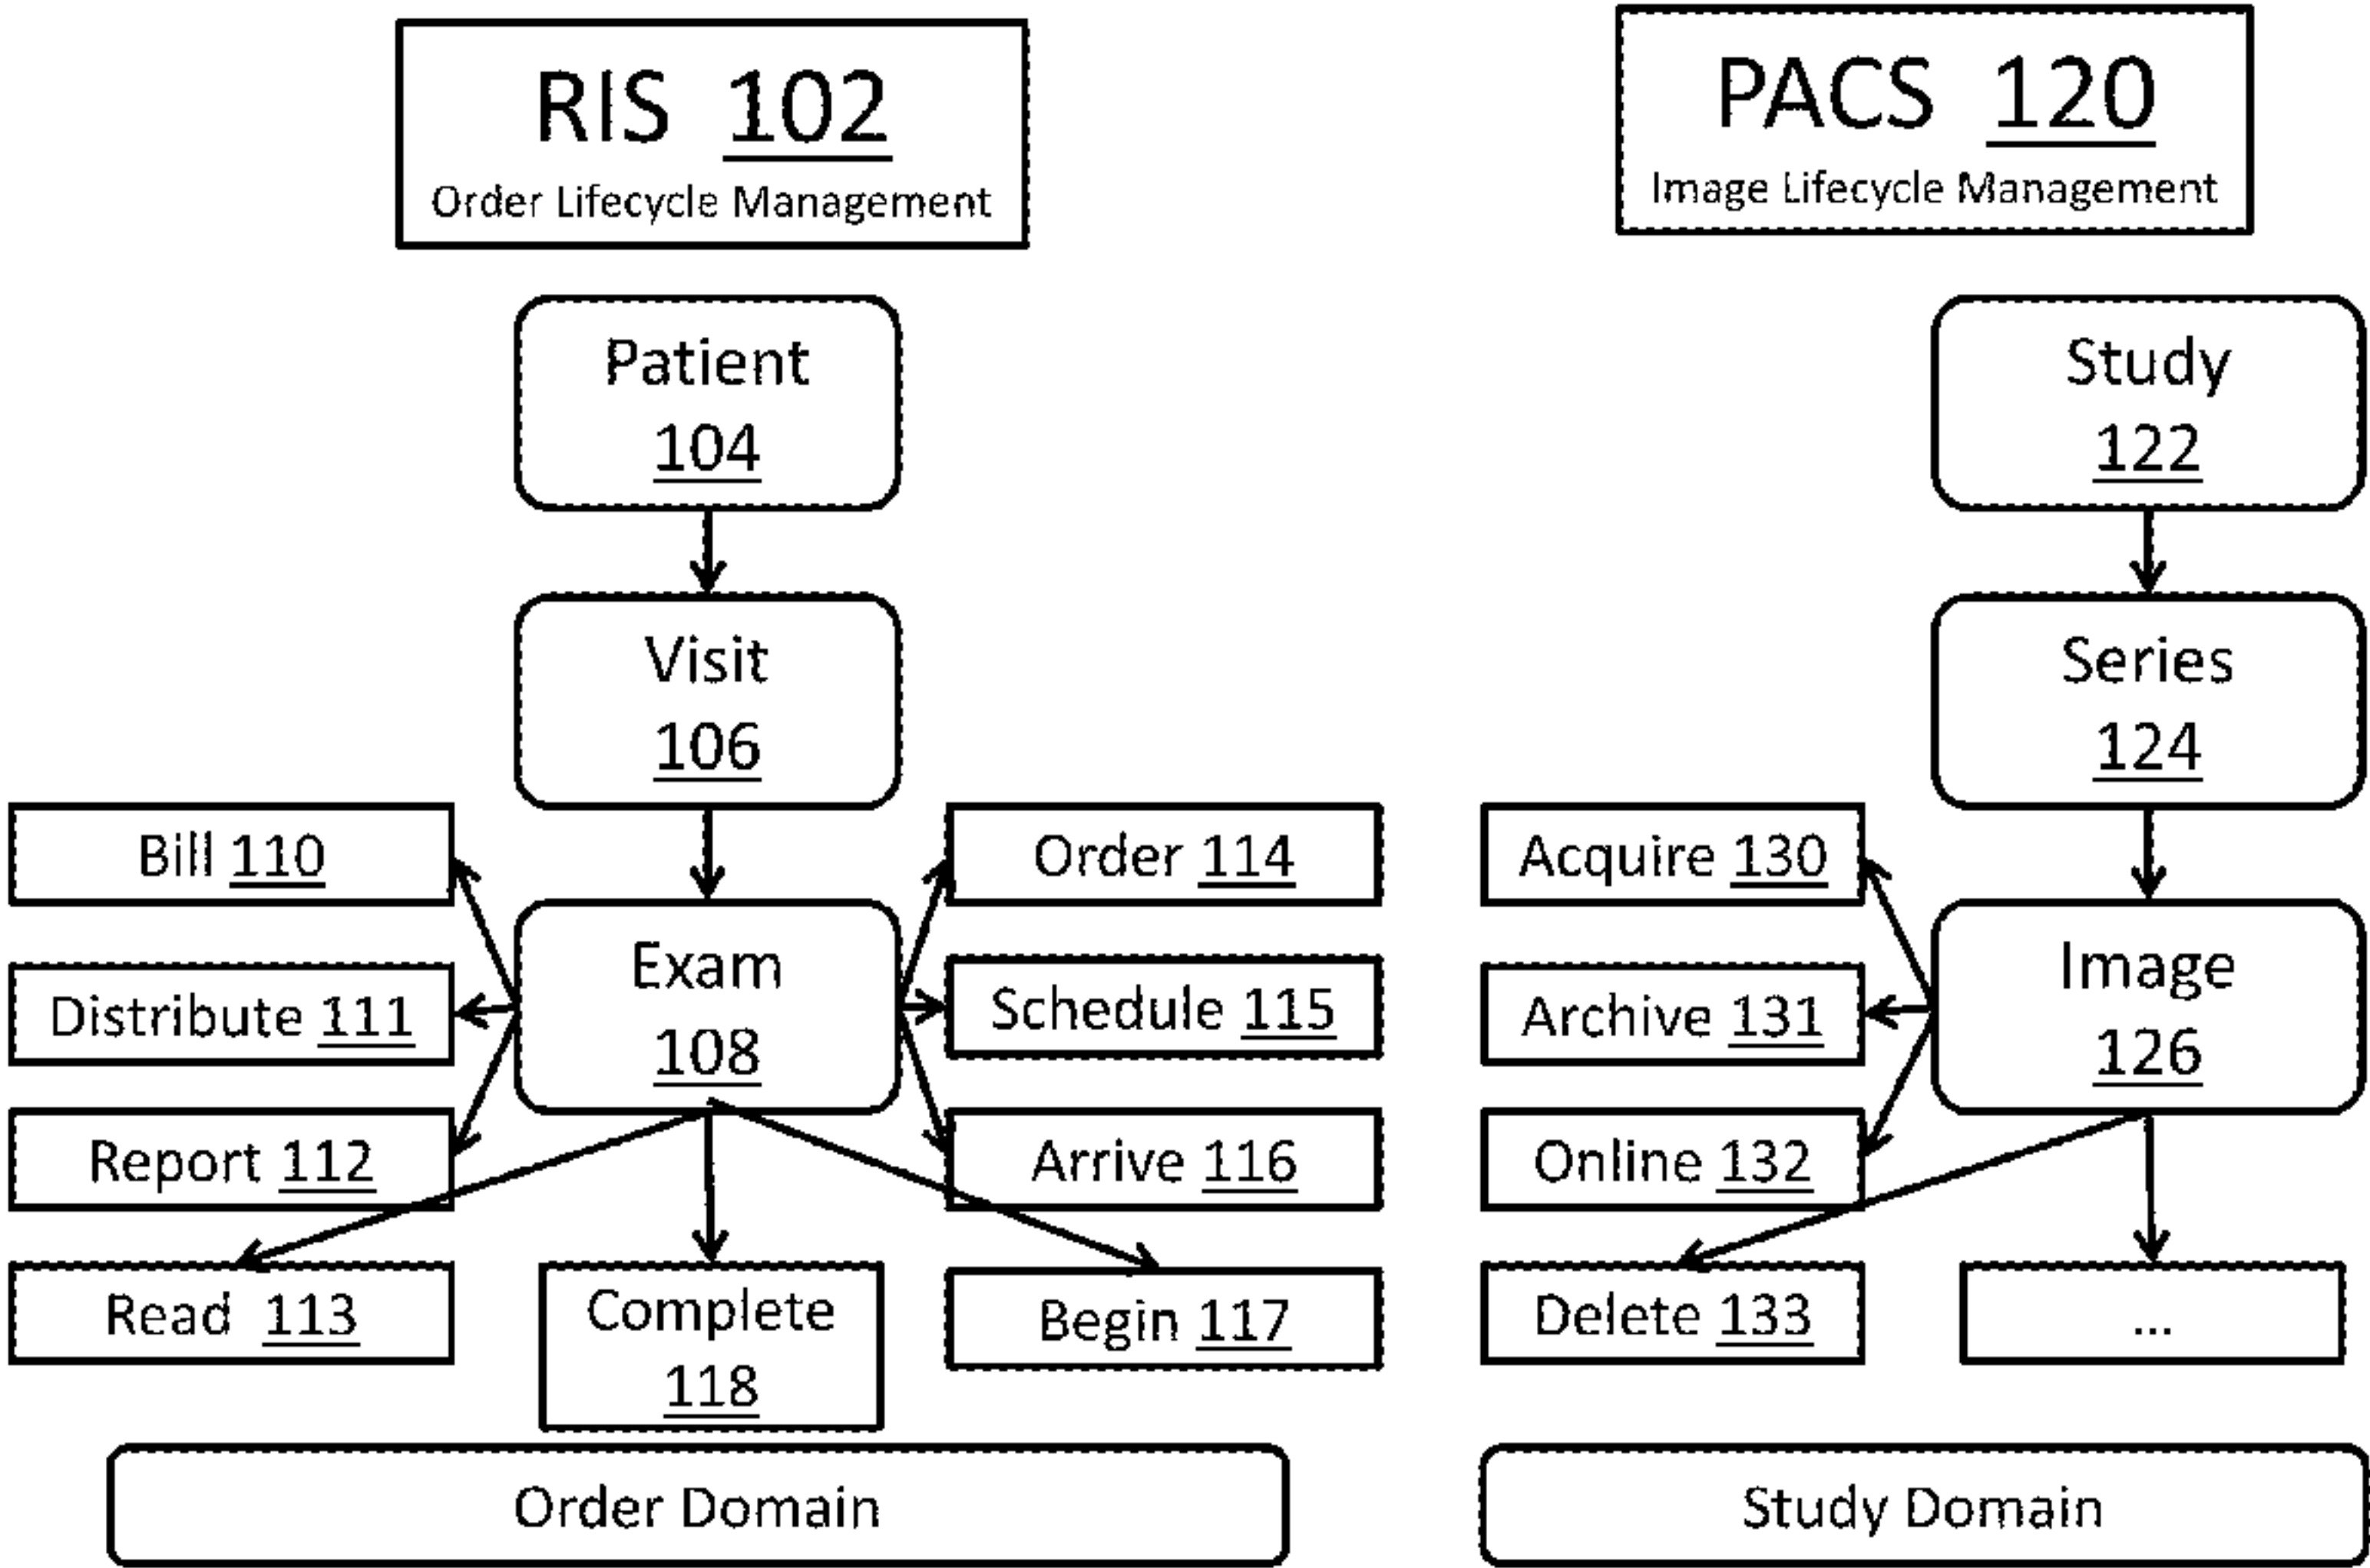 RIS 102
Order Lifecycle Management
PACS 120
Image Lifecycle Management
Patient
104
Visit
106
Exam
108
Bill 110
Distribute 111
Report 112
Read 113
Complete
118
Order 114
Schedule 115
Arrive 116
Begin 117
Order Domain
Study
122
Series
124
Image
126
Acquire 130
Archive 131
Online 132
Delete 133
...
Study Domain